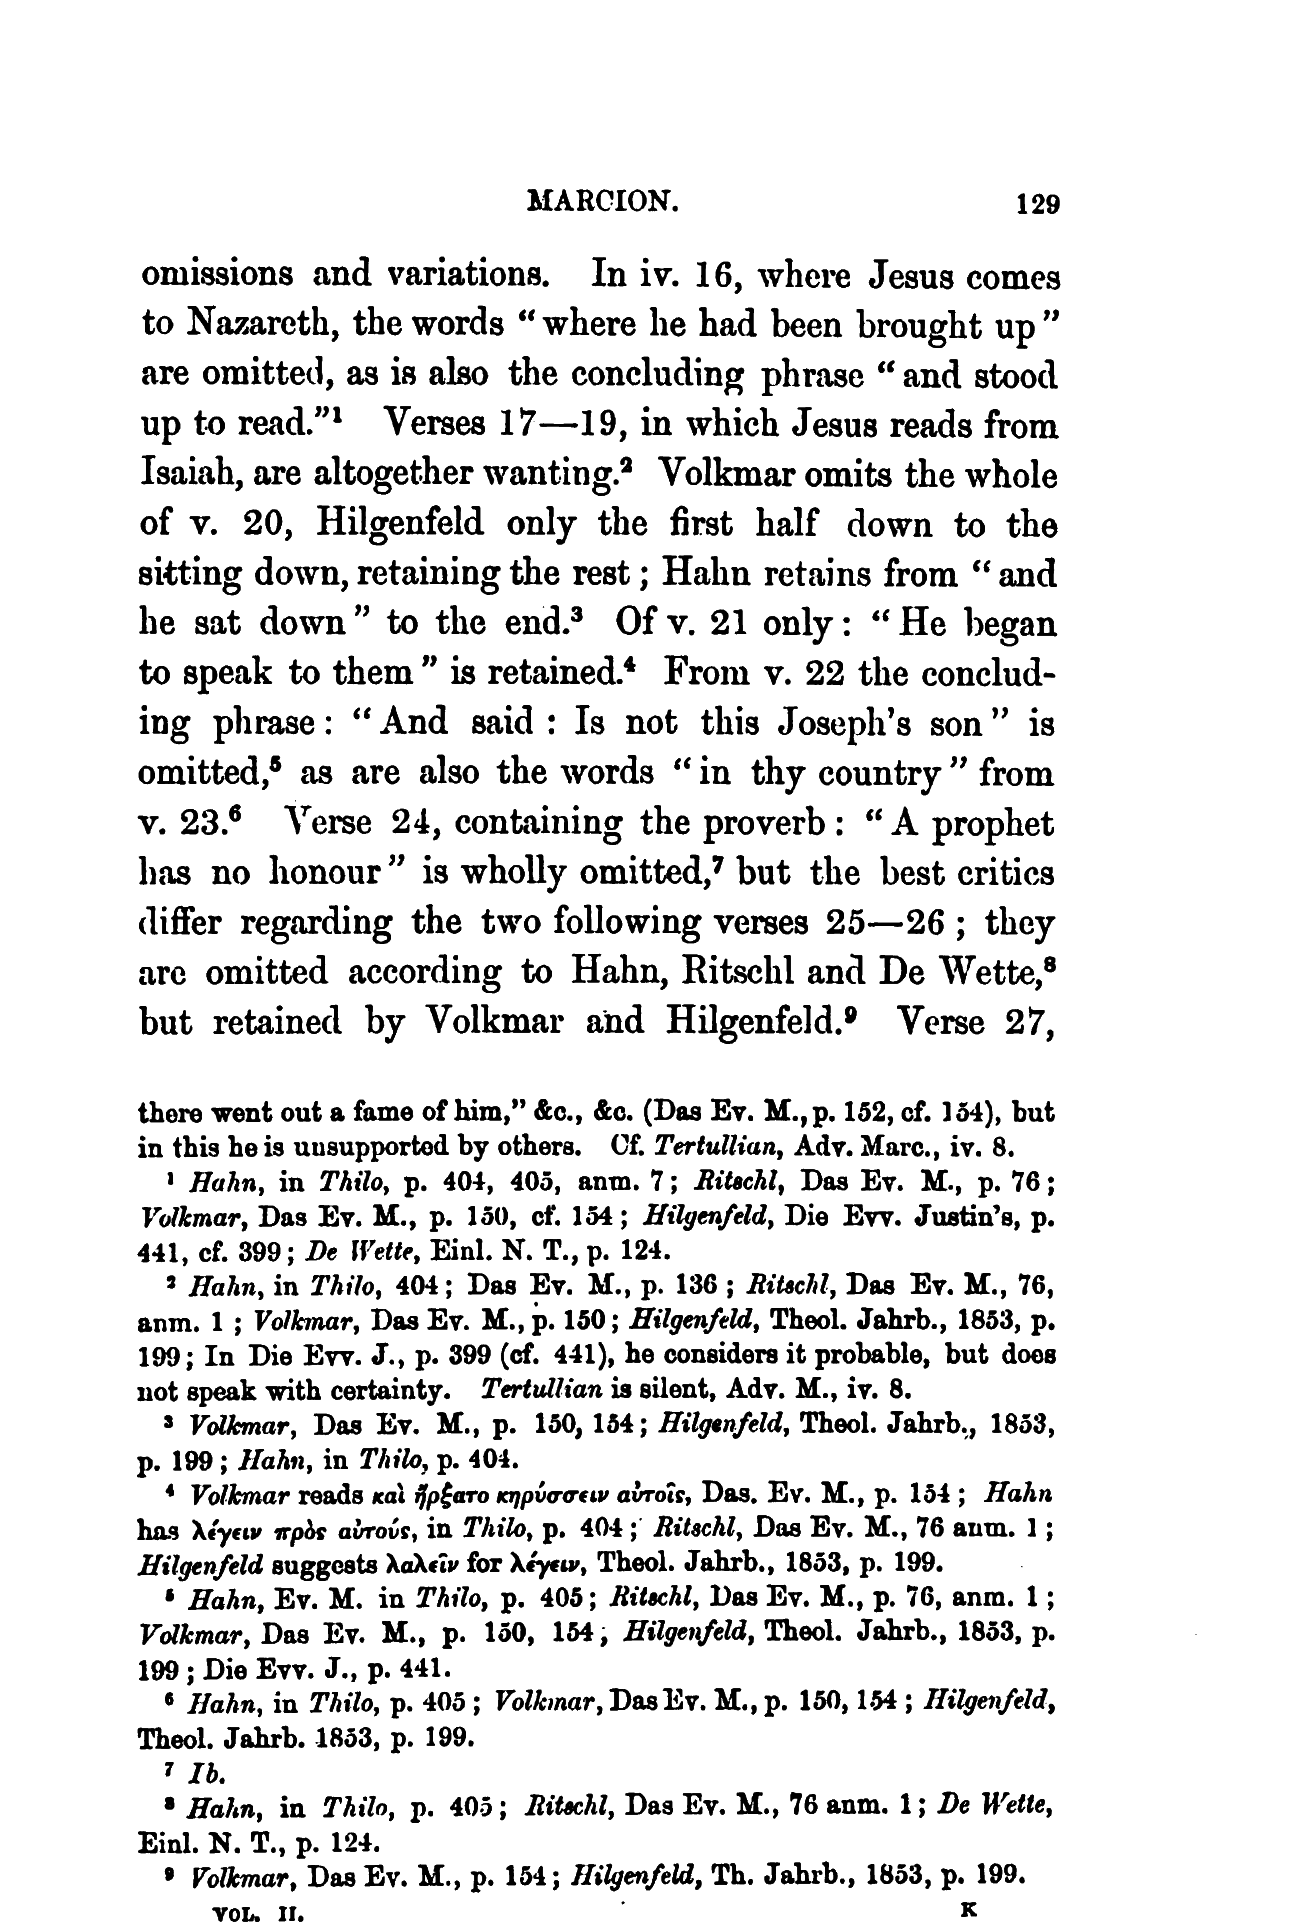 MARCION. 129
omissions and variations. In iv. 16, where Jesus comes
to Nazareth, the words “where he had been brought up”
are omitted, as is also the concluding phrase “and stood
up to read.”¹ Verses 17—19, in which Jesus reads from
Isaiah, are altogether wanting.² Volkmar omits the whole
of v. 20, Hilgenfeld only the first half down to the
sitting down, retaining the rest; Hahn retains from “and
he sat down” to the end.³ Of v. 21 only: “He began
to speak to them” is retained.⁴ From v. 22 the conclud-
ing phrase: “And said: Is not this Joseph’s son” is
omitted,⁵ as are also the words “in thy country” from
v. 23.⁶ Verse 24, containing the proverb: “A prophet
has no honour” is wholly omitted,⁷ but the best critics
differ regarding the two following verses 25—26; they
are omitted according to Hahn, Ritschl and De Wette,⁸
but retained by Volkmar and Hilgenfeld.⁹ Verse 27,
there went out a fame of him,” &c., &c. (Das Ev. M., p. 152, cf. 154), but
in this he is unsupported by others. Cf. Tertullian, Adv. Marc., iv. 8.
¹ Hahn, in Thilo, p. 404, 405, anm. 7; Ritschl, Das Ev. M., p. 76;
Volkmar, Das Ev. M., p. 150, cf. 154; Hilgenfeld, Die Evv. Justin’s, p.
441, cf. 399; De Wette, Einl. N. T., p. 124.
² Hahn, in Thilo, 404; Das Ev. M., p. 136; Ritschl, Das Ev. M., 76,
anm. 1; Volkmar, Das Ev. M., p. 150; Hilgenfeld, Theol. Jahrb., 1853, p.
199; In Die Evv. J., p. 399 (cf. 441), he considers it probable, but does
not speak with certainty. Tertullian is silent, Adv. M., iv. 8.
³ Volkmar, Das Ev. M., p. 150, 154; Hilgenfeld, Theol. Jahrb., 1853,
p. 199; Hahn, in Thilo, p. 404.
⁴ Volkmar reads καὶ ἤρξατο κηρύσσειν αὐτοῖς, Das. Ev. M., p. 154; Hahn
has λέγειν πρὸς αὐτούς, in Thilo, p. 404; Ritschl, Das Ev. M., 76 anm. 1;
Hilgenfeld suggests λαλεῖν for λέγειν, Theol. Jahrb., 1853, p. 199.
⁵ Hahn, Ev. M. in Thilo, p. 405; Ritschl, Das Ev. M., p. 76, anm. 1;
Volkmar, Das Ev. M., p. 150, 154; Hilgenfeld, Theol. Jahrb., 1853, p.
199; Die Evv. J., p. 441.
⁶ Hahn, in Thilo, p. 405; Volkmar, Das Ev. M., p. 150, 154; Hilgenfeld,
Theol. Jahrb. 1853, p. 199.
⁷ Ib.
⁸ Hahn, in Thilo, p. 405; Ritschl, Das Ev. M., 76 anm. 1; De Wette,
Einl. N. T., p. 124.
⁹ Volkmar, Das Ev. M., p. 154; Hilgenfeld, Th. Jahrb., 1853, p. 199.
VOL. II. K